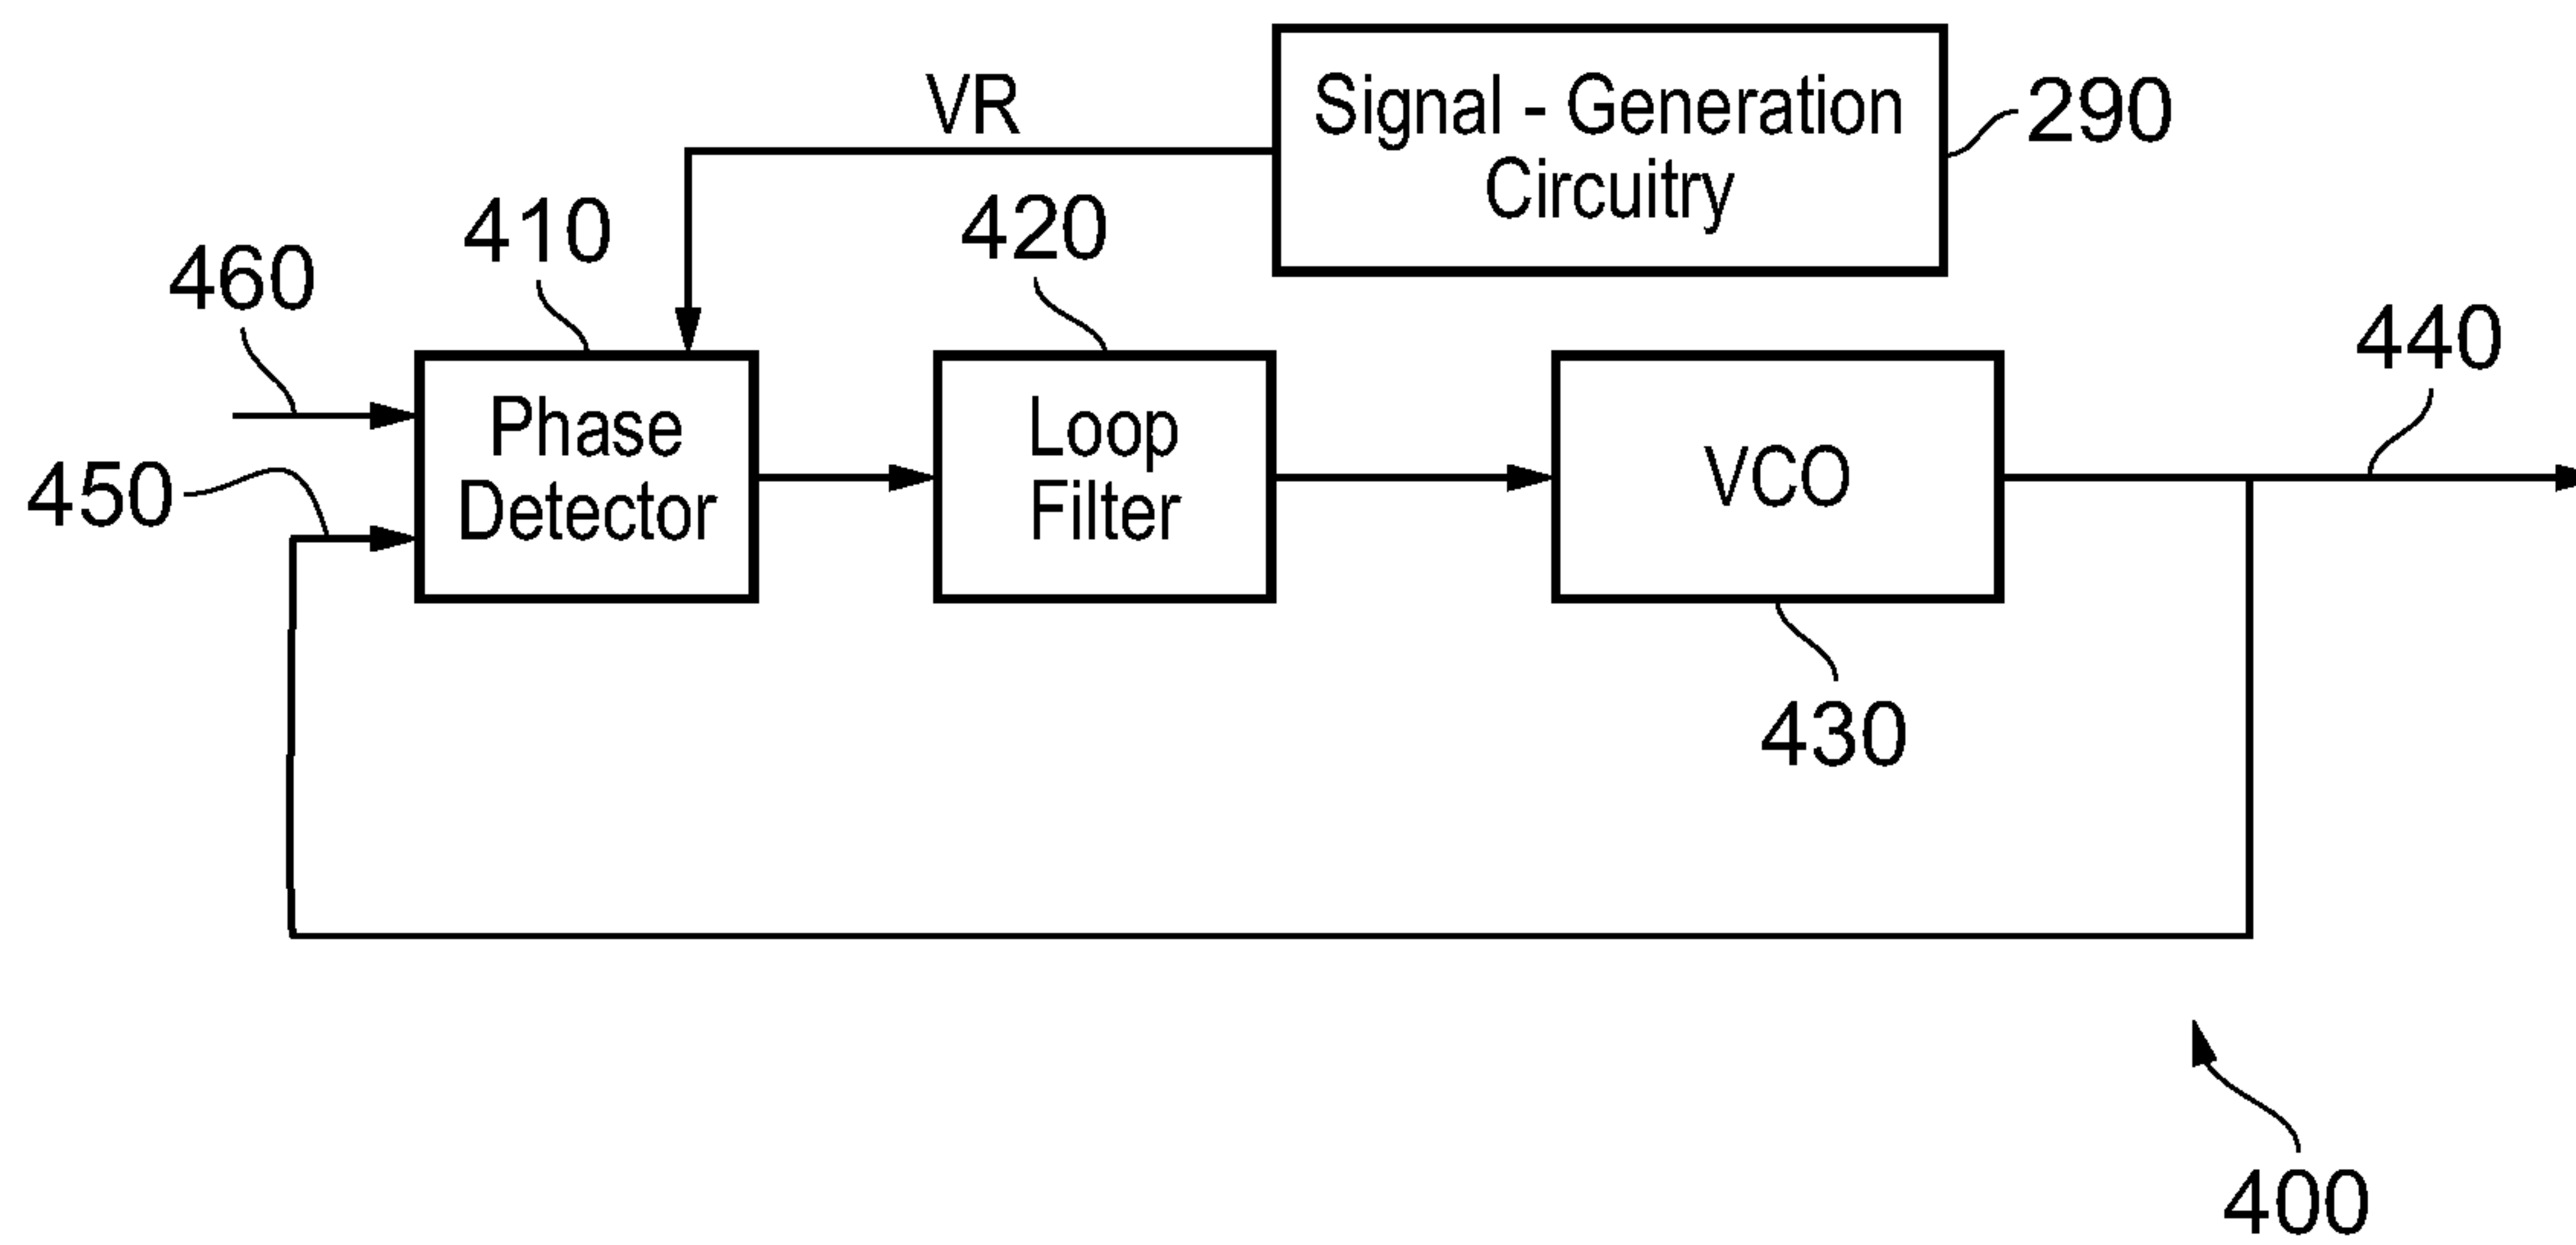 VR
Signal - Generation
Circuitry
290
410
420
460
440
450
Phase
Detector
Loop
Filter
VCO
430
400